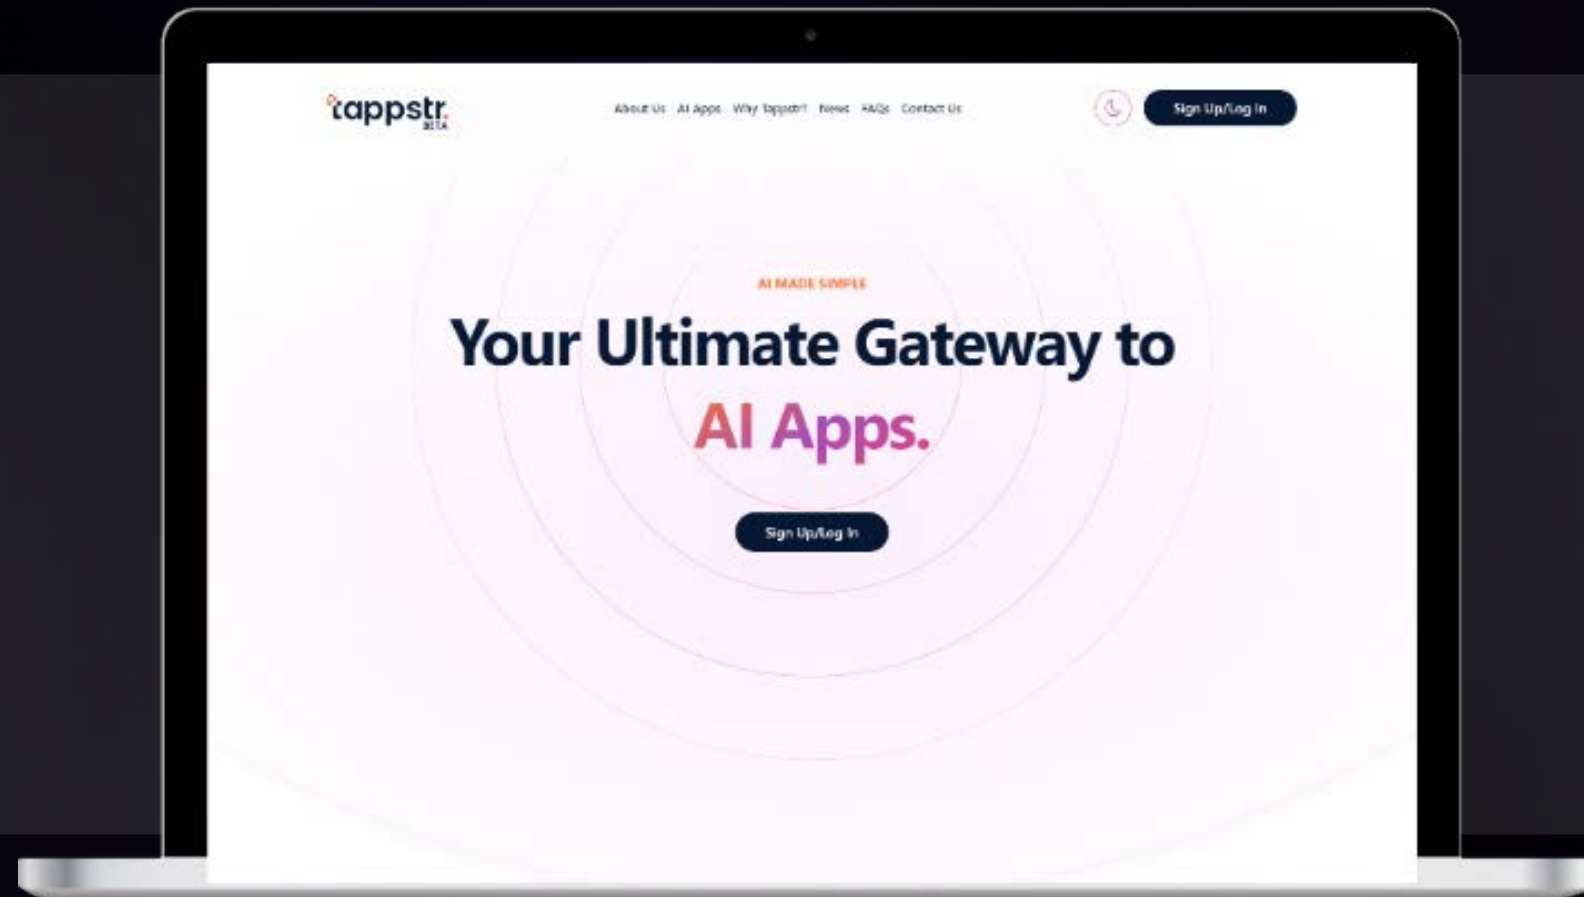 tappstr.
BETA
About Us AI Apps Why Tappstr? News FAQs Contact Us
Sign Up/Log In
AI MADE SIMPLE
Your Ultimate Gateway to
AI Apps.
Sign Up/Log In